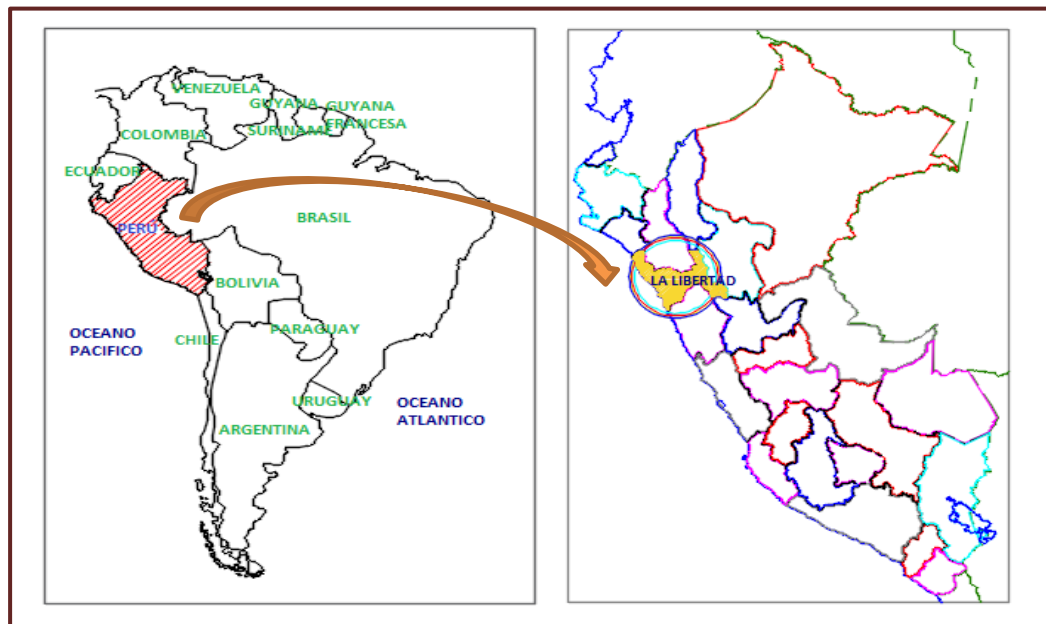 VENEZUELA
GUYANA
GUYANA
FRANCESA
SURINAME
COLOMBIA
ECUADOR
PERÚ
BRASIL
BOLIVIA
PARAGUAY
CHILE
OCEANO
PACIFICO
URUGUAY
OCEANO
ATLANTICO
ARGENTINA
LA LIBERTAD